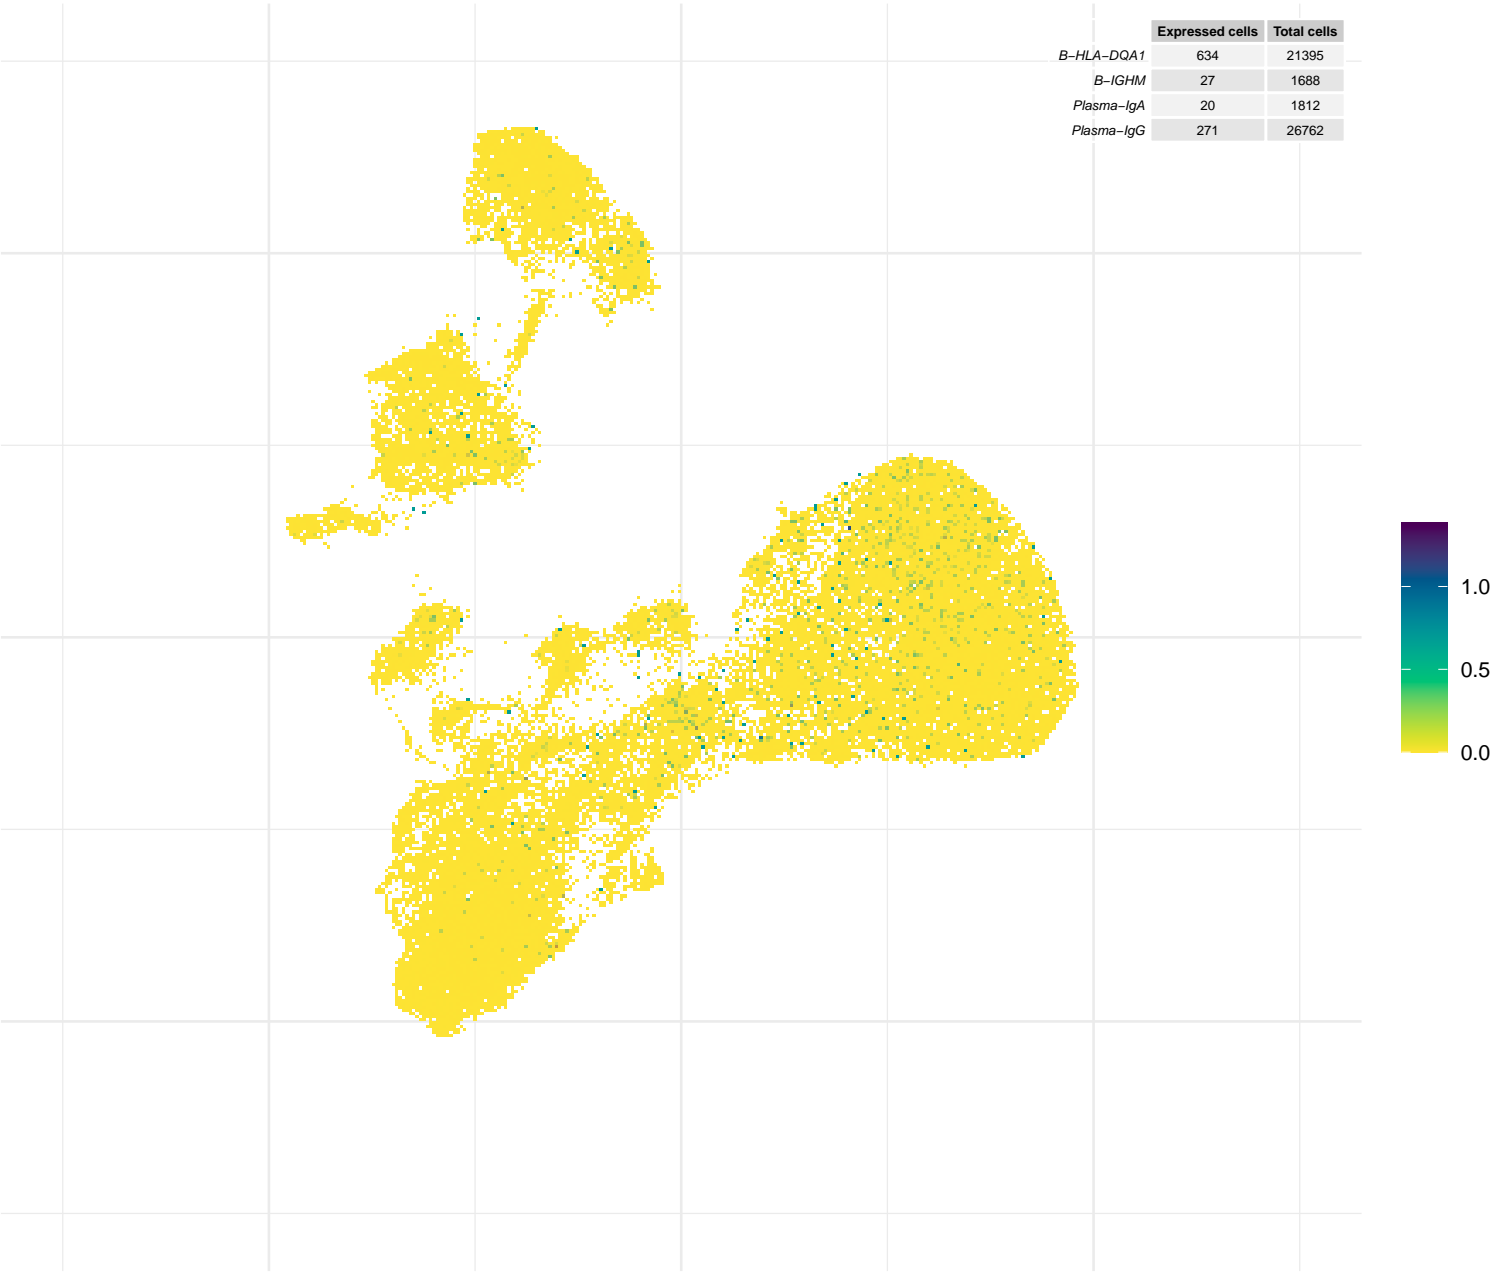 Expressed cells Total cells
B–HLA–DQA1 634 21395
B–IGHM 27 1688
Plasma–IgA 20 1812
Plasma–IgG 271 26762
1.0
0.5
0.0